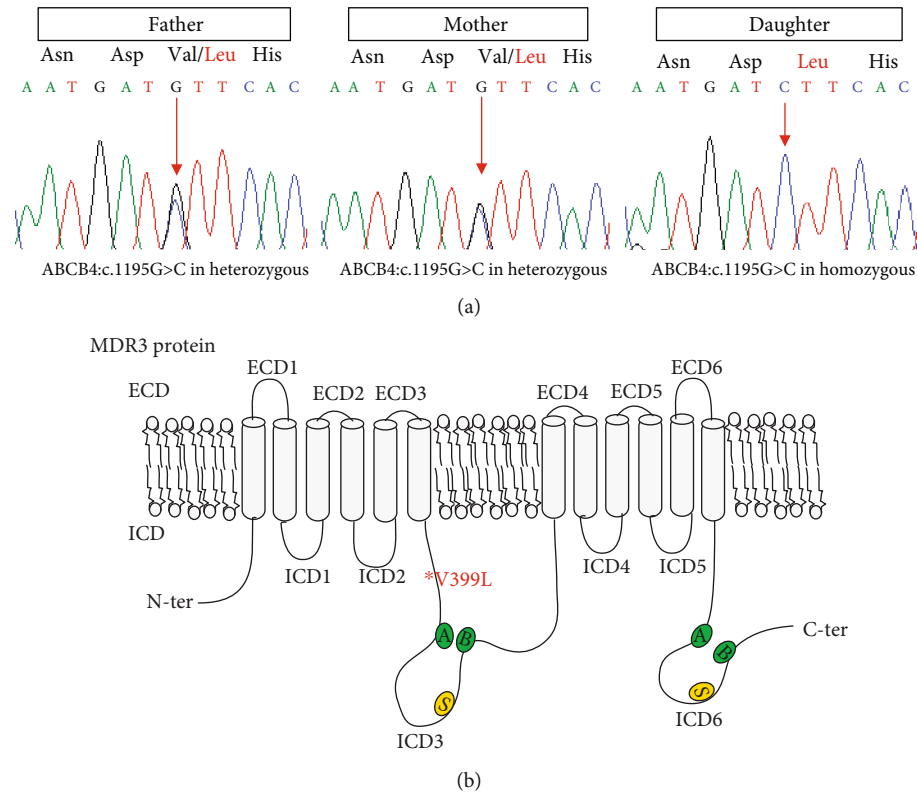 (a)
Father Mother Daughter
Asn Asp Val/Leu His Asn Asp Val/Leu His Asn Asp Leu His
A A T G A T G T T C A C A A T G A T G T T C A C A A T G A T C T T C A C
ABCB4:c.1195G>C in heterozygous ABCB4:c.1195G>C in heterozygous ABCB4:c.1195G>C in homozygous
MDR3 protein
ECD
ECD1 ECD2 ECD3 ECD4 ECD5 ECD6
ICD
ICD1 ICD2 ICD4 ICD5
*V399L
N-ter
A B A B
C-ter
S S
ICD3 ICD6
(b)